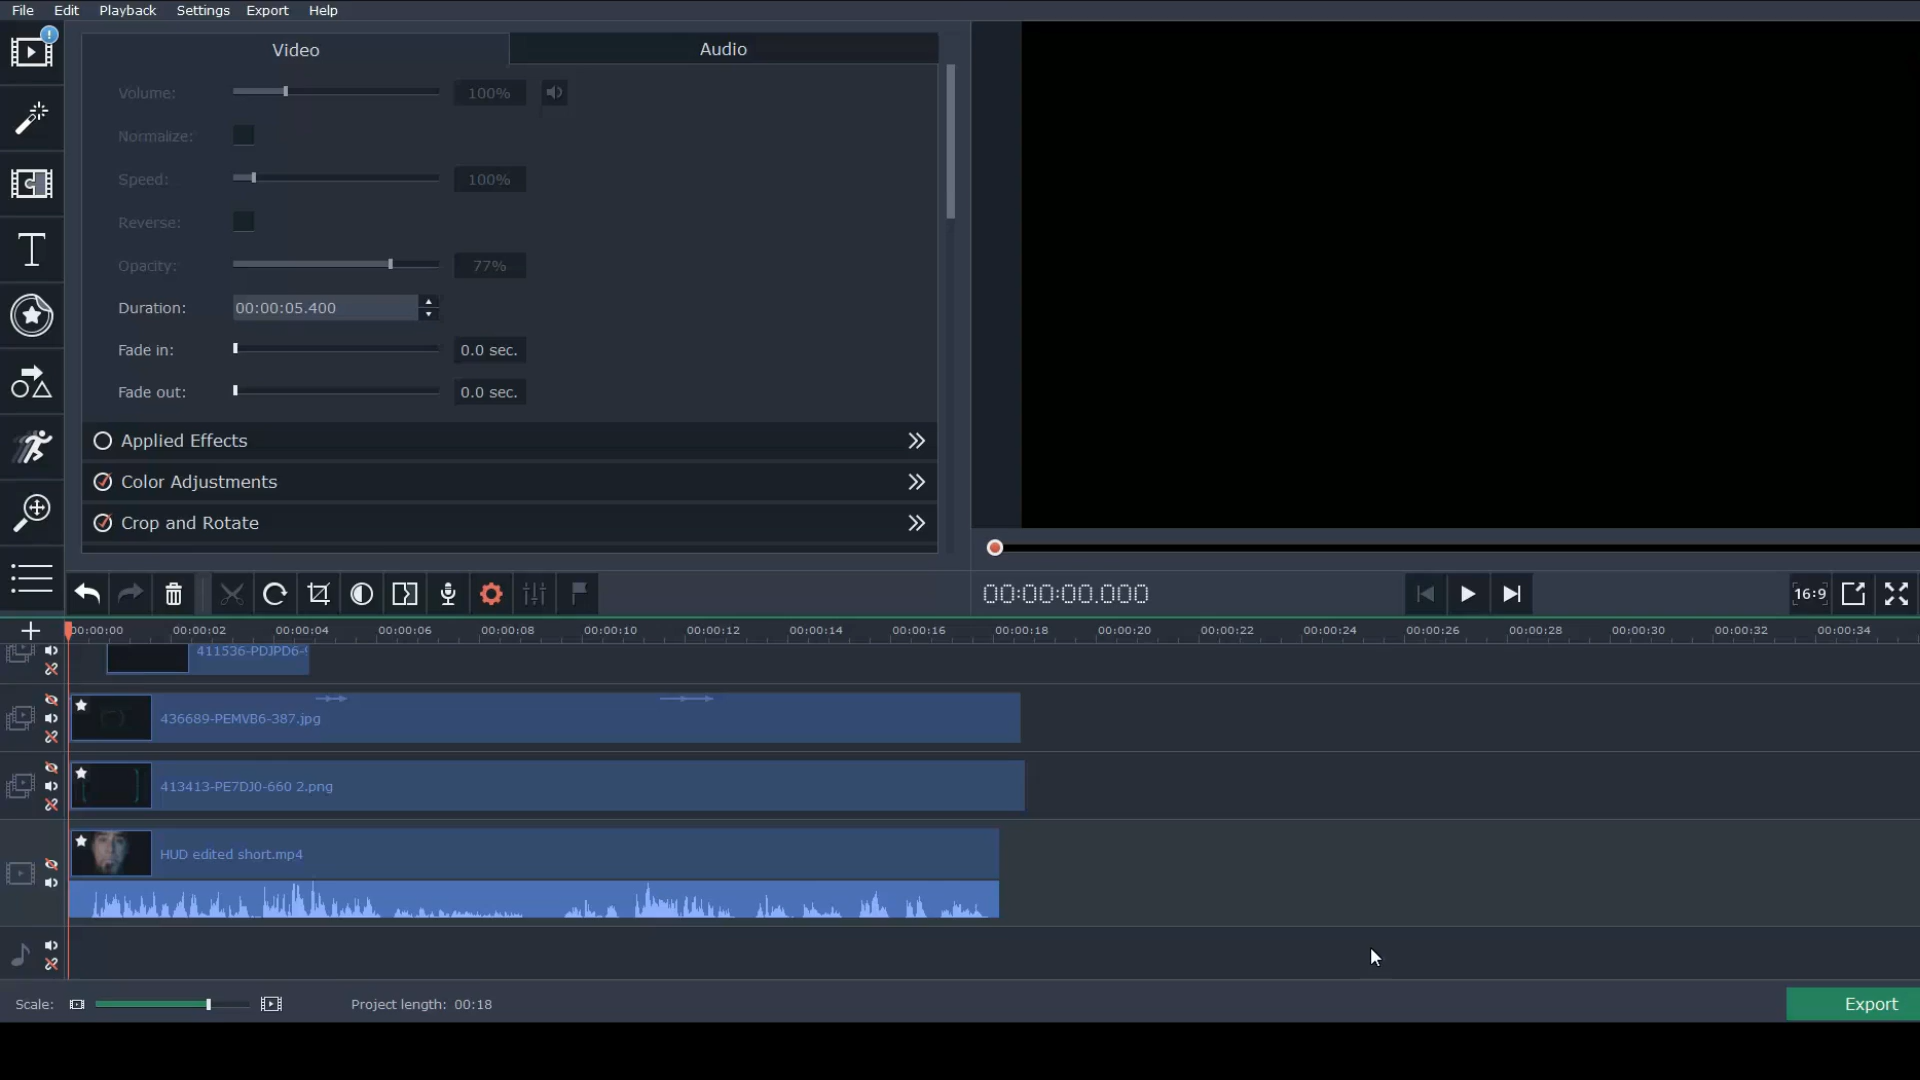 File Edit Playback Settings Export Help
Video Audio
Volume: 100%
Normalize:
Speed: 100%
Reverse:
Opacity: 77%
Duration: 00:00:05.400
Fade in: 0.0 sec.
Fade out: 0.0 sec.
Applied Effects
Color Adjustments
Crop and Rotate
00:00:00.000 16:9
00:00:00 00:00:02 00:00:04 00:00:06 00:00:08 00:00:10 00:00:12 00:00:14 00:00:16 00:00:18 00:00:20 00:00:22 00:00:24 00:00:26 00:00:28 00:00:30 00:00:32 00:00:34
411536-PDJPD6-
436689-PEMVB6-387.jpg
413413-PE7DJ0-660 2.png
HUD edited short.mp4
Scale: Project length: 00:18 Export